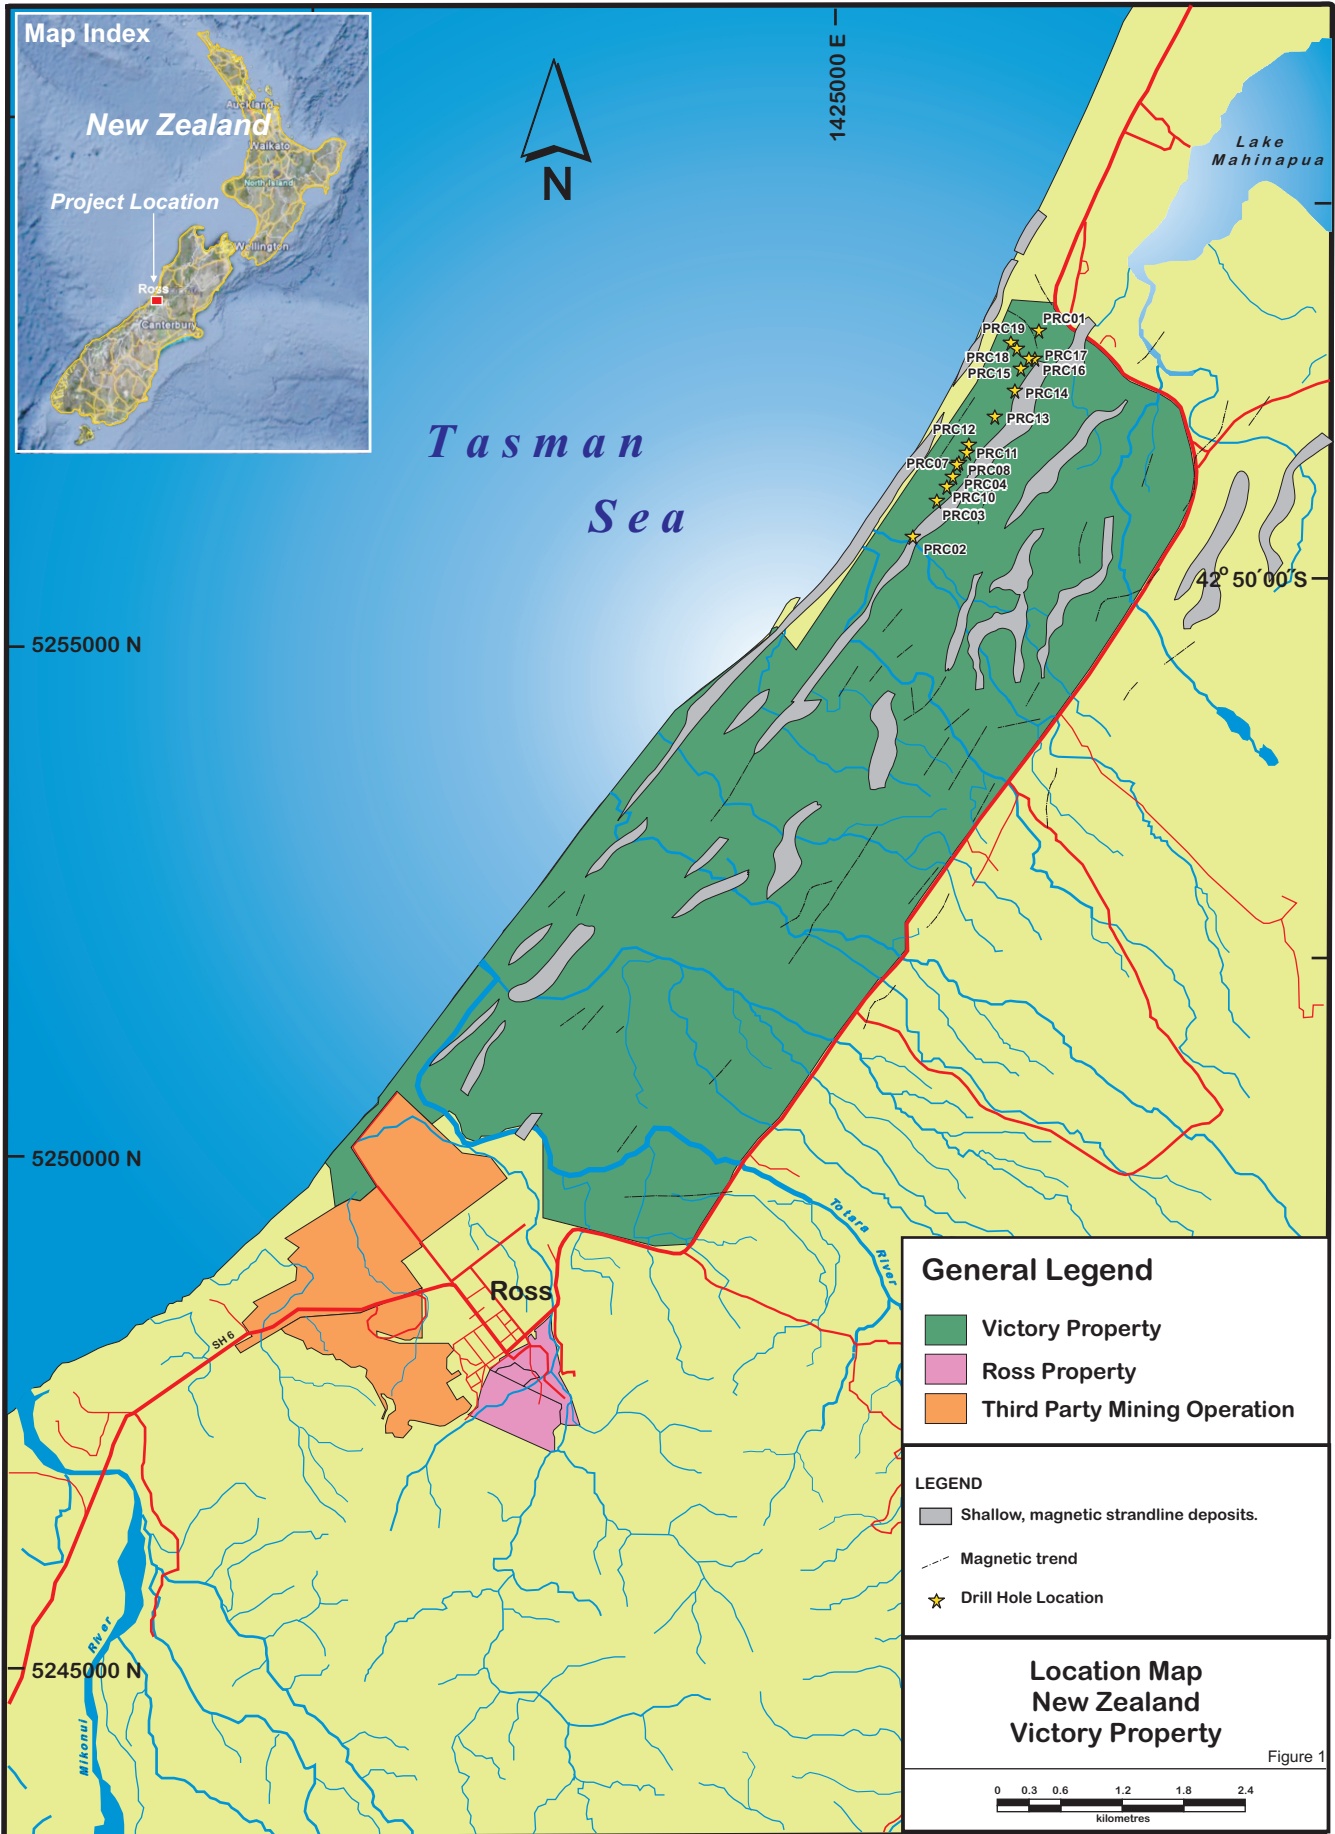 Map Index
New Zealand
Auckland
Waikato
North Island
Project Location
Wellington
Ross
Canterbury
N
1425000 E
Lake
Mahinapua
Tasman
Sea
PRC01
PRC19
PRC18
PRC17
PRC16
PRC15
PRC14
PRC13
PRC12
PRC11
PRC07
PRC08
PRC04
PRC10
PRC03
PRC02
42° 50'00"S
5255000 N
5250000 N
Totara
River
Ross
SH 6
5245000 N
River
Mikonui
General Legend
Victory Property
Ross Property
Third Party Mining Operation
LEGEND
Shallow, magnetic strandline deposits.
Magnetic trend
Drill Hole Location
Location Map
New Zealand
Victory Property
Figure 1
0 0.3 0.6 1.2 1.8 2.4
kilometres